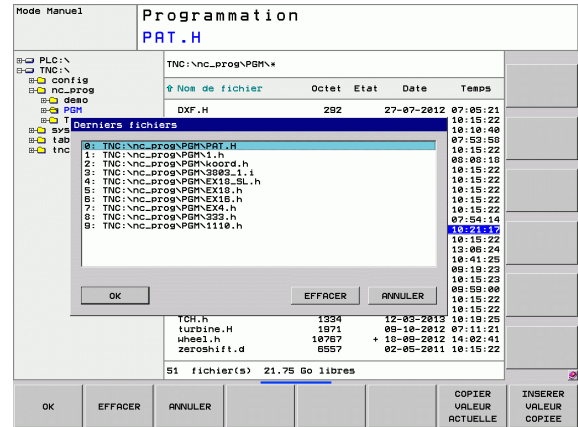 Mode Manuel
Programmation
PAT.H
PLC:\
TNC:\
config
nc_prog
demo
PGM
T
sys
tab
tnc
TNC:\nc_prog\PGM\*
Nom de fichier Octet Etat Date Temps
DXF.H 292 27-07-2012 07:05:21
10:15:22
10:10:40
07:53:58
10:15:22
08:08:18
10:15:22
10:15:22
10:15:22
10:15:22
10:15:22
07:54:14
10:21:17
10:15:22
13:06:24
10:41:25
09:19:23
10:15:23
09:59:00
10:15:22
10:15:22
Derniers fichiers
0: TNC:\nc_prog\PGM\PAT.H
1: TNC:\nc_prog\PGM\1.h
2: TNC:\nc_prog\PGM\koord.h
3: TNC:\nc_prog\PGM\3803_1.i
4: TNC:\nc_prog\PGM\EX18_SL.h
5: TNC:\nc_prog\PGM\EX18.h
6: TNC:\nc_prog\PGM\EX16.h
7: TNC:\nc_prog\PGM\EX4.h
8: TNC:\nc_prog\PGM\333.h
9: TNC:\nc_prog\PGM\1110.h
OK EFFACER ANNULER
TCH.h 1334 12-03-2013 10:19:25
turbine.H 1971 09-10-2012 07:11:21
wheel.h 10767 + 18-09-2012 14:02:41
zeroshift.d 6557 02-05-2011 10:15:22
51 fichier(s) 21.75 Go libres
OK EFFACER ANNULER COPIER VALEUR ACTUELLE INSERER VALEUR COPIEE